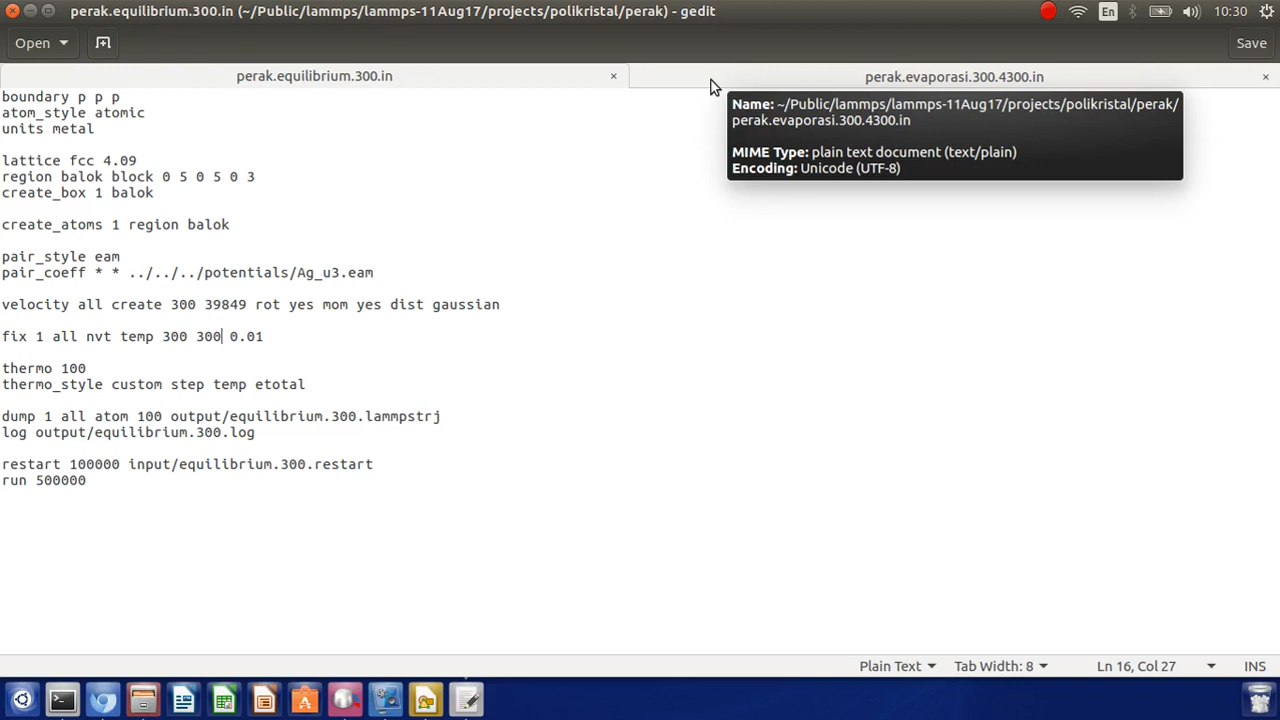 perak.equilibrium.300.in (~/Public/lammps/lammps-11Aug17/projects/polikristal/perak) - gedit
En
10:30
Open
Save
perak.equilibrium.300.in
perak.evaporasi.300.4300.in
Name: ~/Public/lammps/lammps-11Aug17/projects/polikristal/perak/
perak.evaporasi.300.4300.in
MIME Type: plain text document (text/plain)
Encoding: Unicode (UTF-8)
boundary p p p
atom_style atomic
units metal
lattice fcc 4.09
region balok block 0 5 0 5 0 3
create_box 1 balok
create_atoms 1 region balok
pair_style eam
pair_coeff * * ../../../potentials/Ag_u3.eam
velocity all create 300 39849 rot yes mom yes dist gaussian
fix 1 all nvt temp 300 300 0.01
thermo 100
thermo_style custom step temp etotal
dump 1 all atom 100 output/equilibrium.300.lammpstrj
log output/equilibrium.300.log
restart 100000 input/equilibrium.300.restart
run 500000
Plain Text
Tab Width: 8
Ln 16, Col 27
INS